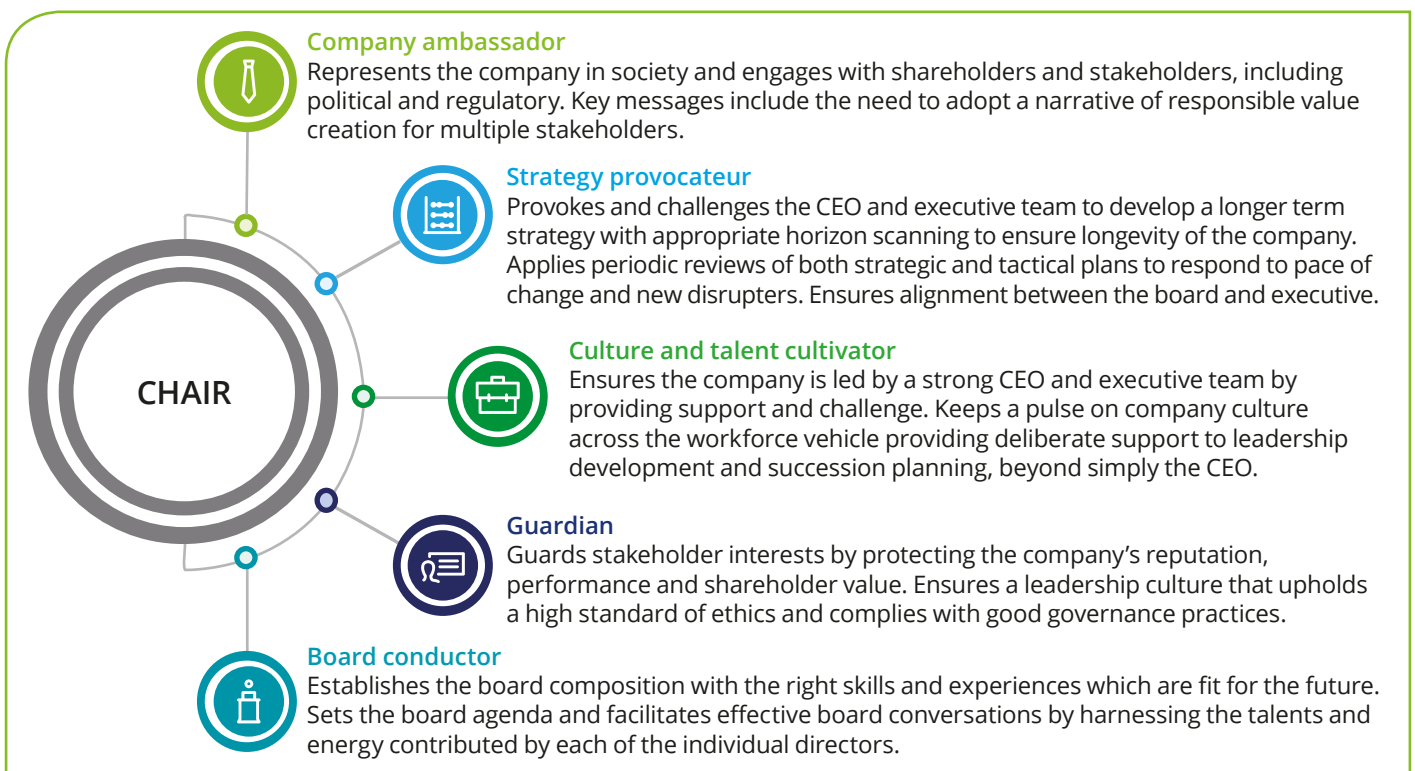 Company ambassador
Represents the company in society and engages with shareholders and stakeholders, including
political and regulatory. Key messages include the need to adopt a narrative of responsible value
creation for multiple stakeholders.
Strategy provocateur
Provokes and challenges the CEO and executive team to develop a longer term
strategy with appropriate horizon scanning to ensure longevity of the company.
Applies periodic reviews of both strategic and tactical plans to respond to pace of
change and new disrupters. Ensures alignment between the board and executive.
CHAIR
Culture and talent cultivator
Ensures the company is led by a strong CEO and executive team by
providing support and challenge. Keeps a pulse on company culture
across the workforce vehicle providing deliberate support to leadership
development and succession planning, beyond simply the CEO.
Guardian
Guards stakeholder interests by protecting the company’s reputation,
performance and shareholder value. Ensures a leadership culture that upholds
a high standard of ethics and complies with good governance practices.
Board conductor
Establishes the board composition with the right skills and experiences which are fit for the future.
Sets the board agenda and facilitates effective board conversations by harnessing the talents and
energy contributed by each of the individual directors.